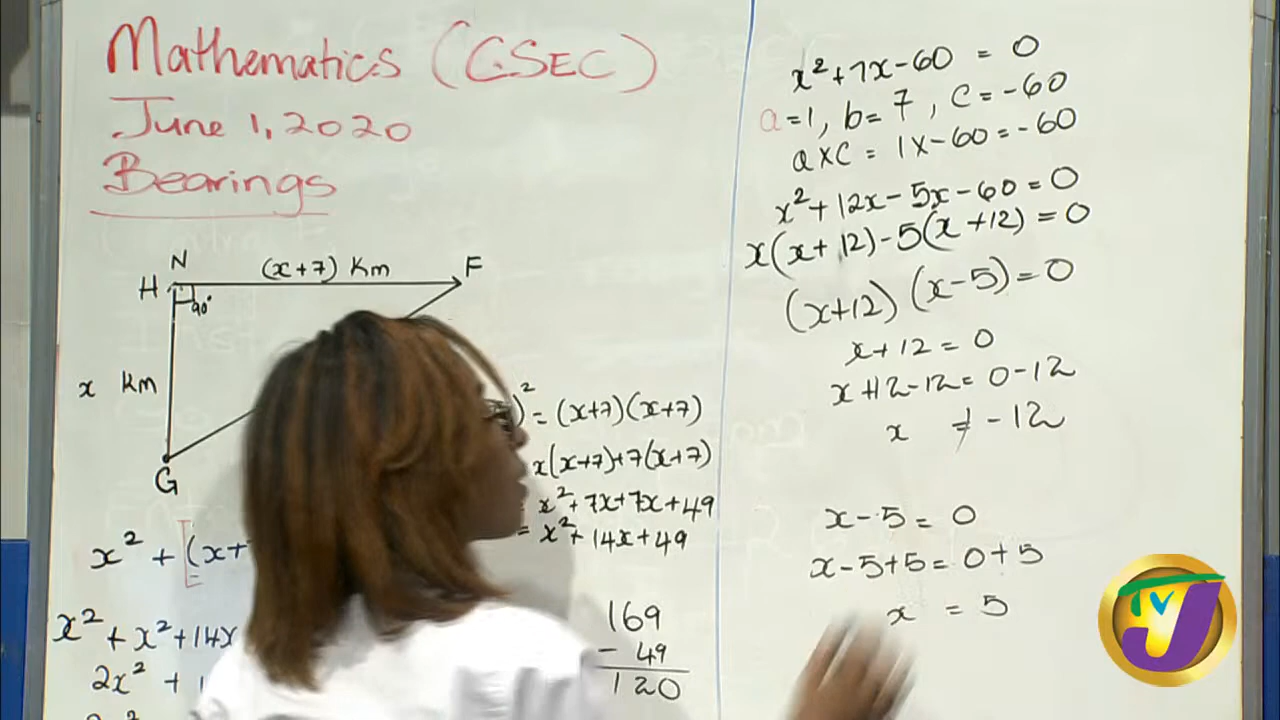 Mathematics (CSEC)
June 1, 2020
Bearings
N
(x+7) Km
F
H
90°
x Km
G
)² = (x+7)(x+7)
x(x+7)+7(x+7)
= x²+7x+7x+49
= x²+14x+49
x² + (x+
x² + x²+14x
2x² +
169
- 49
120
x²+7x-60 = 0
a=1, b=7, c=-60
axc = 1x-60=-60
x²+12x-5x-60=0
x(x+12)-5(x+12)=0
(x+12)(x-5)=0
x+12=0
x+12-12=0-12
x ≠ -12
x-5=0
x-5+5=0+5
x = 5
TVJ